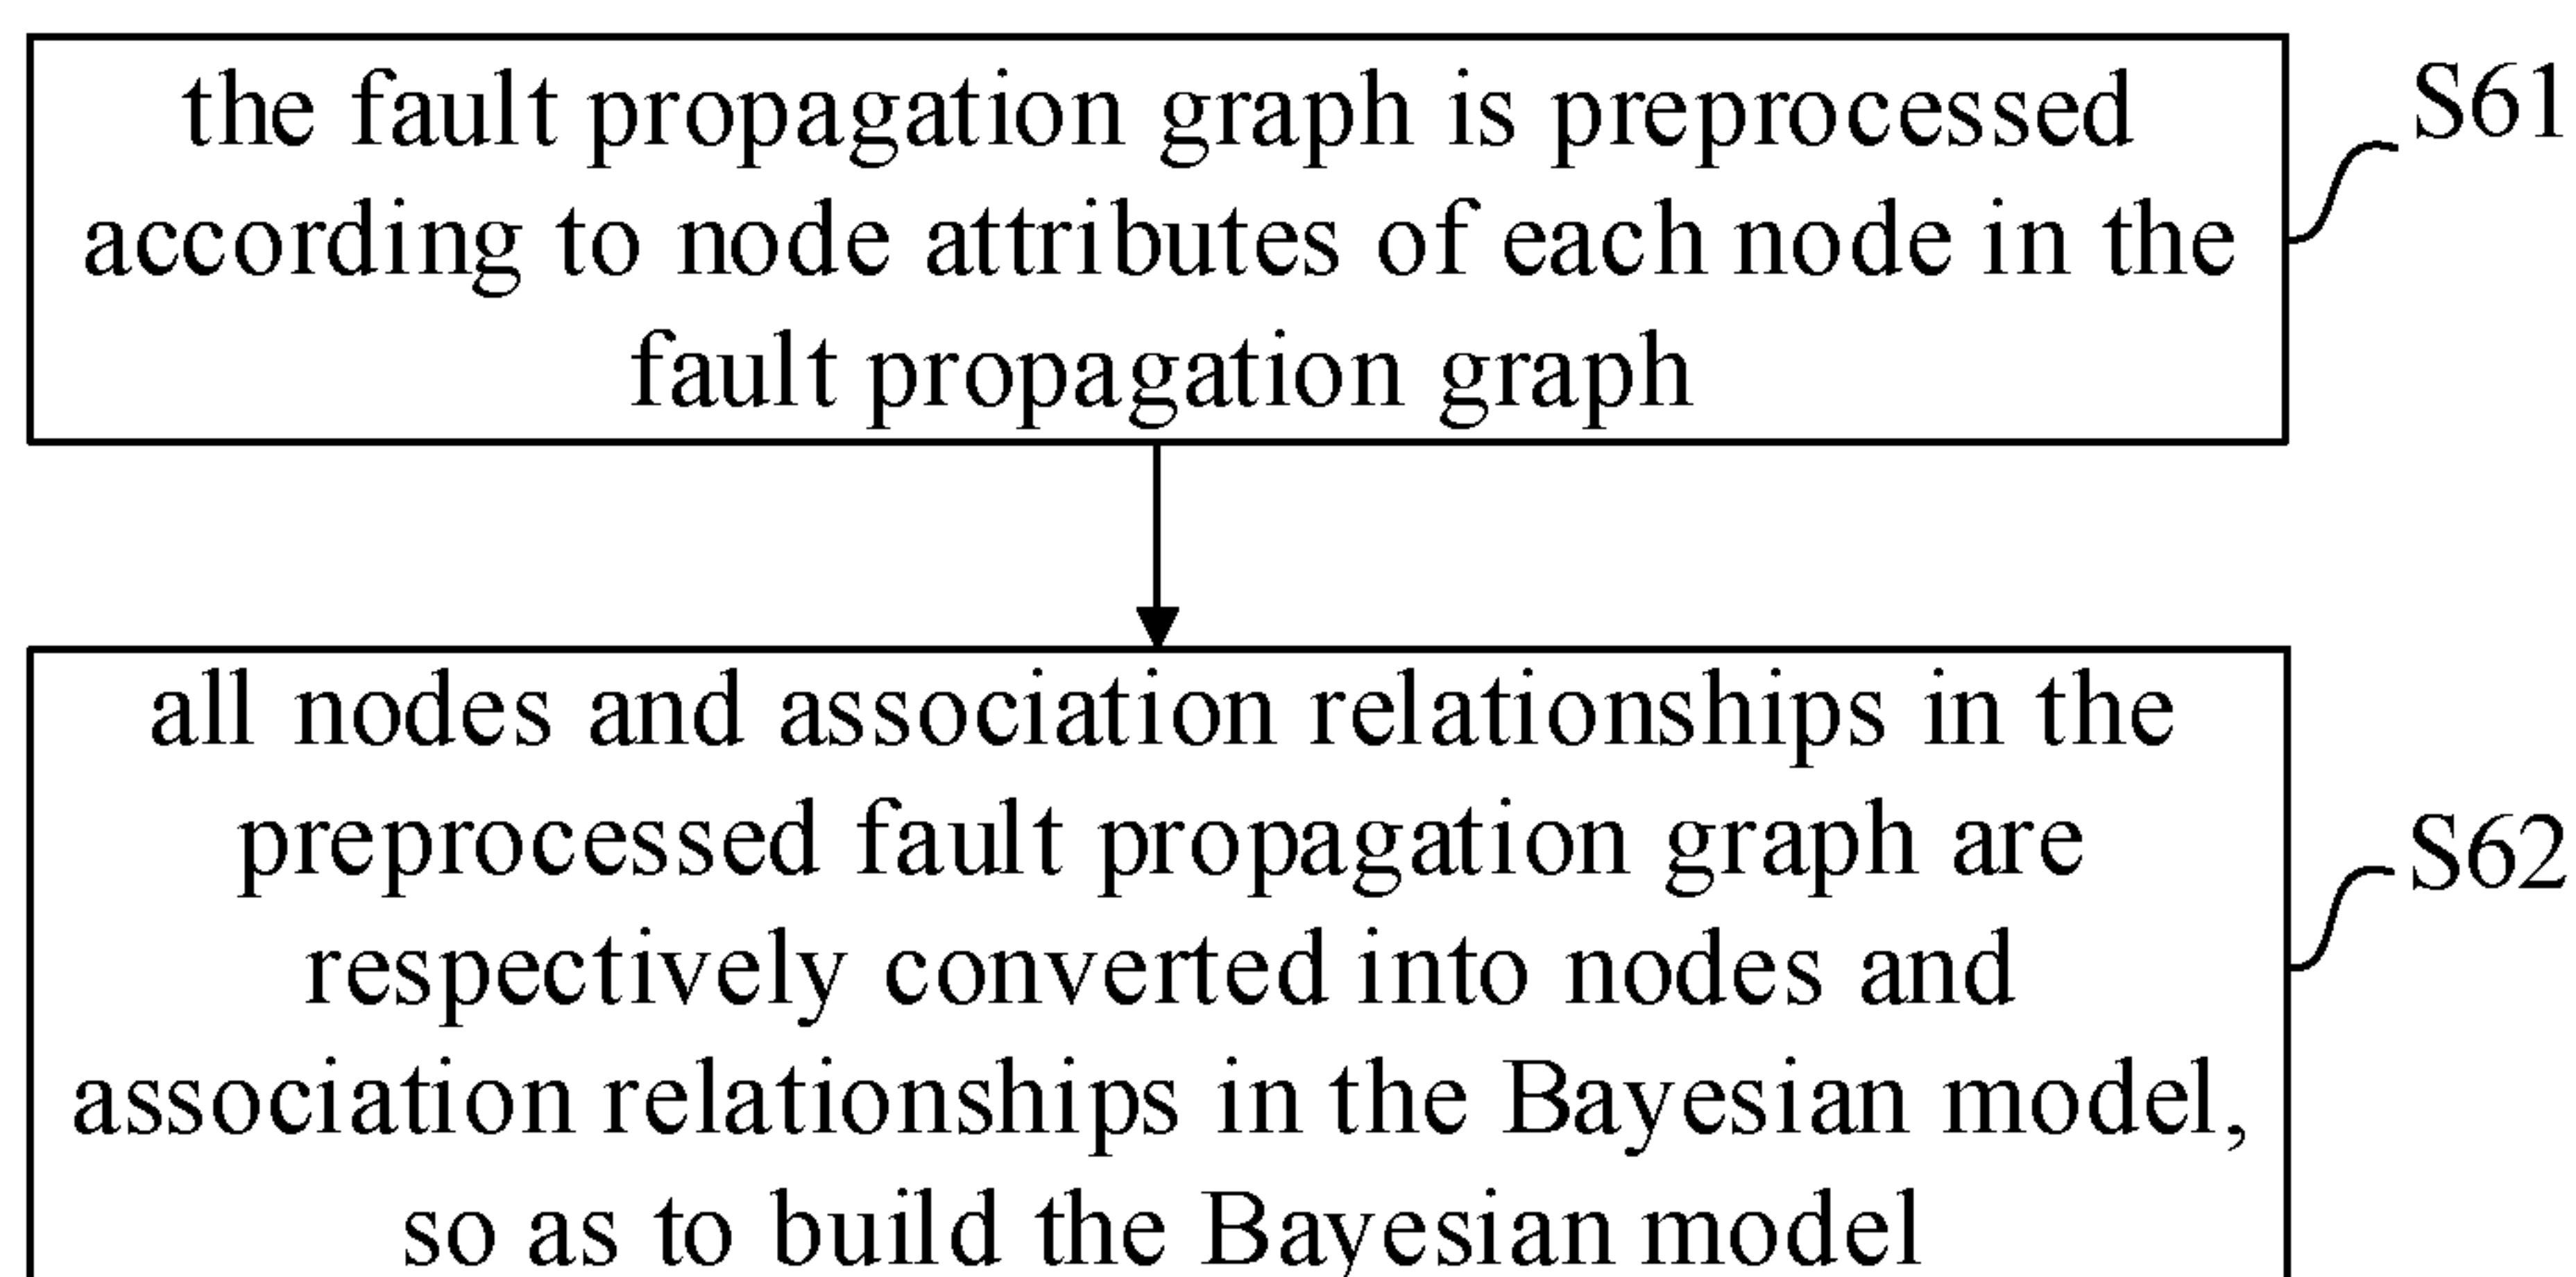 the fault propagation graph is preprocessed
according to node attributes of each node in the
fault propagation graph
S61
all nodes and association relationships in the
preprocessed fault propagation graph are
respectively converted into nodes and
association relationships in the Bayesian model,
so as to build the Bayesian model
S62